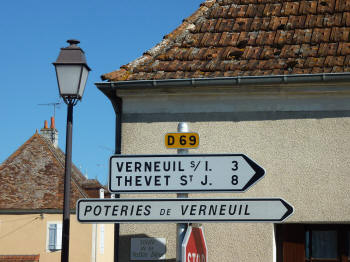 D 69
VERNEUIL S/ I. 3
THEVET ST J. 8
POTERIES DE VERNEUIL